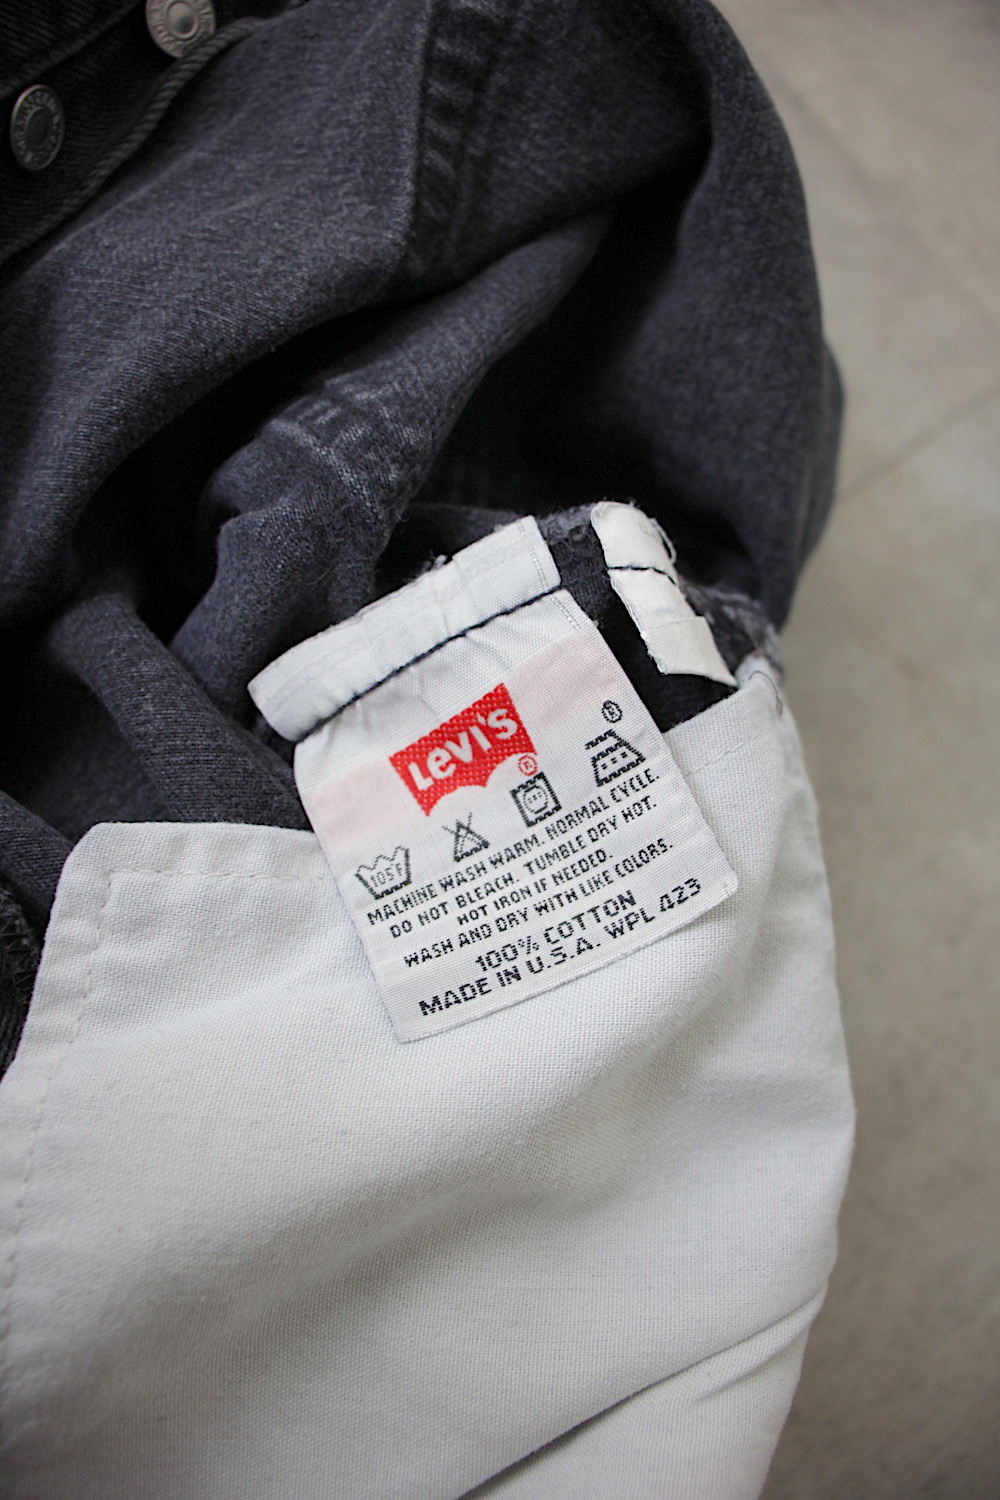 Levi's
®
®
105°F
MACHINE WASH WARM. NORMAL CYCLE.
DO NOT BLEACH. TUMBLE DRY HOT.
HOT IRON IF NEEDED.
WASH AND DRY WITH LIKE COLORS.
100% COTTON
MADE IN U.S.A. WPL 423